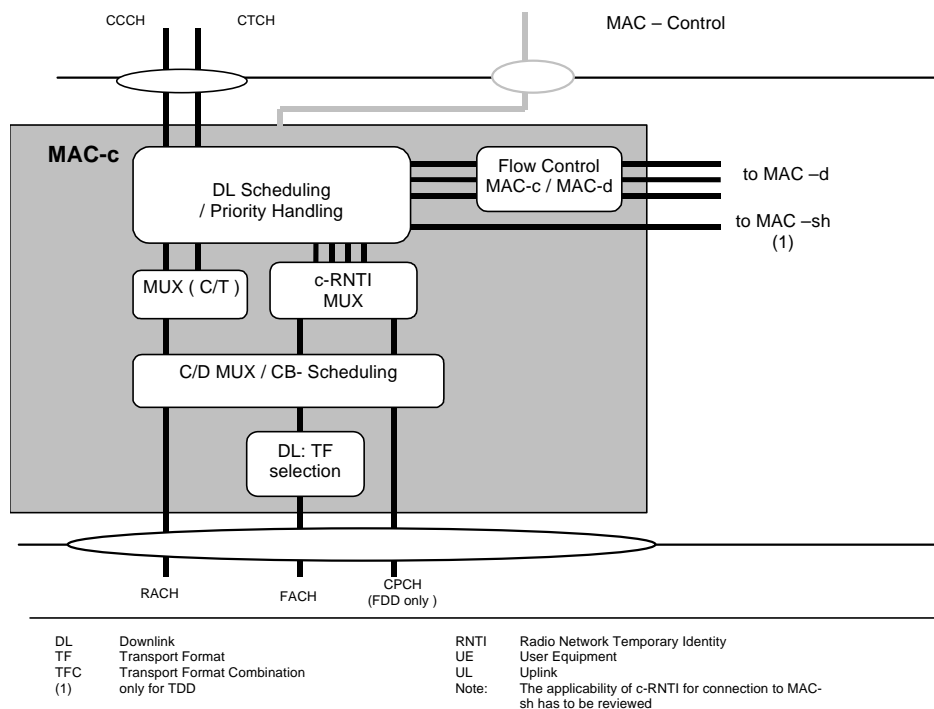 CCCH CTCH MAC – Control
MAC-c
DL Scheduling
/ Priority Handling
Flow Control
MAC-c / MAC-d
to MAC –d
to MAC –sh
(1)
MUX ( C/T )
c-RNTI
MUX
C/D MUX / CB- Scheduling
DL: TF
selection
RACH
FACH
CPCH
(FDD only )
DL Downlink
TF Transport Format
TFC Transport Format Combination
(1) only for TDD
RNTI Radio Network Temporary Identity
UE User Equipment
UL Uplink
Note: The applicability of c-RNTI for connection to MAC-
sh has to be reviewed